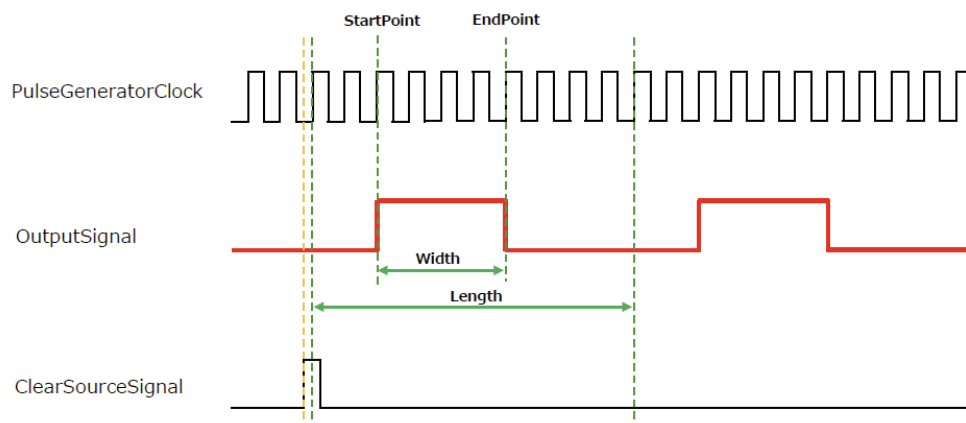 StartPoint
EndPoint
PulseGeneratorClock
OutputSignal
Width
Length
ClearSourceSignal